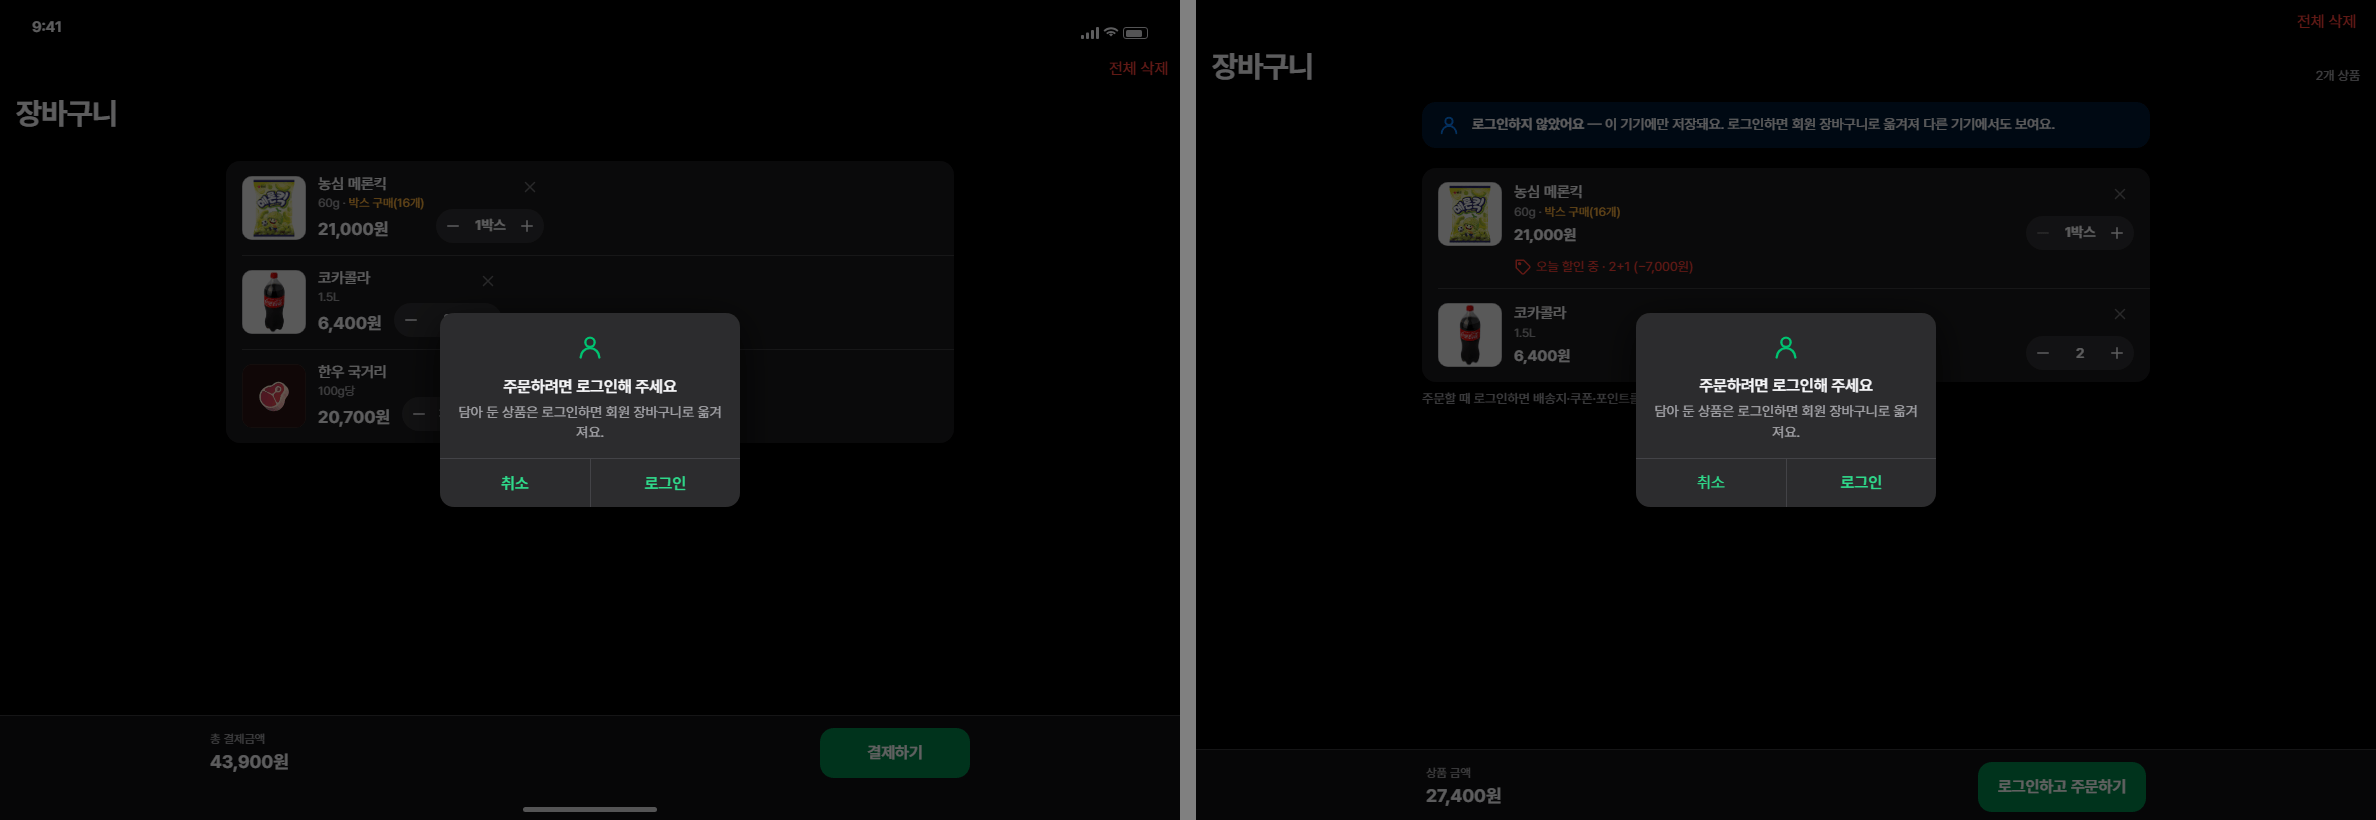 9:41
전체 삭제
장바구니
농심 메론킥
60g · 박스 구매(16개)
21,000원
1박스
코카콜라
1.5L
6,400원
한우 국거리
100g당
20,700원
주문하려면 로그인해 주세요
담아 둔 상품은 로그인하면 회원 장바구니로 옮겨
져요.
취소
로그인
총 결제금액
43,900원
결제하기
전체 삭제
장바구니
2개 상품
로그인하지 않았어요 — 이 기기에만 저장돼요. 로그인하면 회원 장바구니로 옮겨져 다른 기기에서도 보여요.
농심 메론킥
60g · 박스 구매(16개)
21,000원
1박스
오늘 할인 중 · 2+1 (−7,000원)
코카콜라
1.5L
6,400원
2
주문할 때 로그인하면 배송지·쿠폰·포인트를
주문하려면 로그인해 주세요
담아 둔 상품은 로그인하면 회원 장바구니로 옮겨
져요.
취소
로그인
상품 금액
27,400원
로그인하고 주문하기